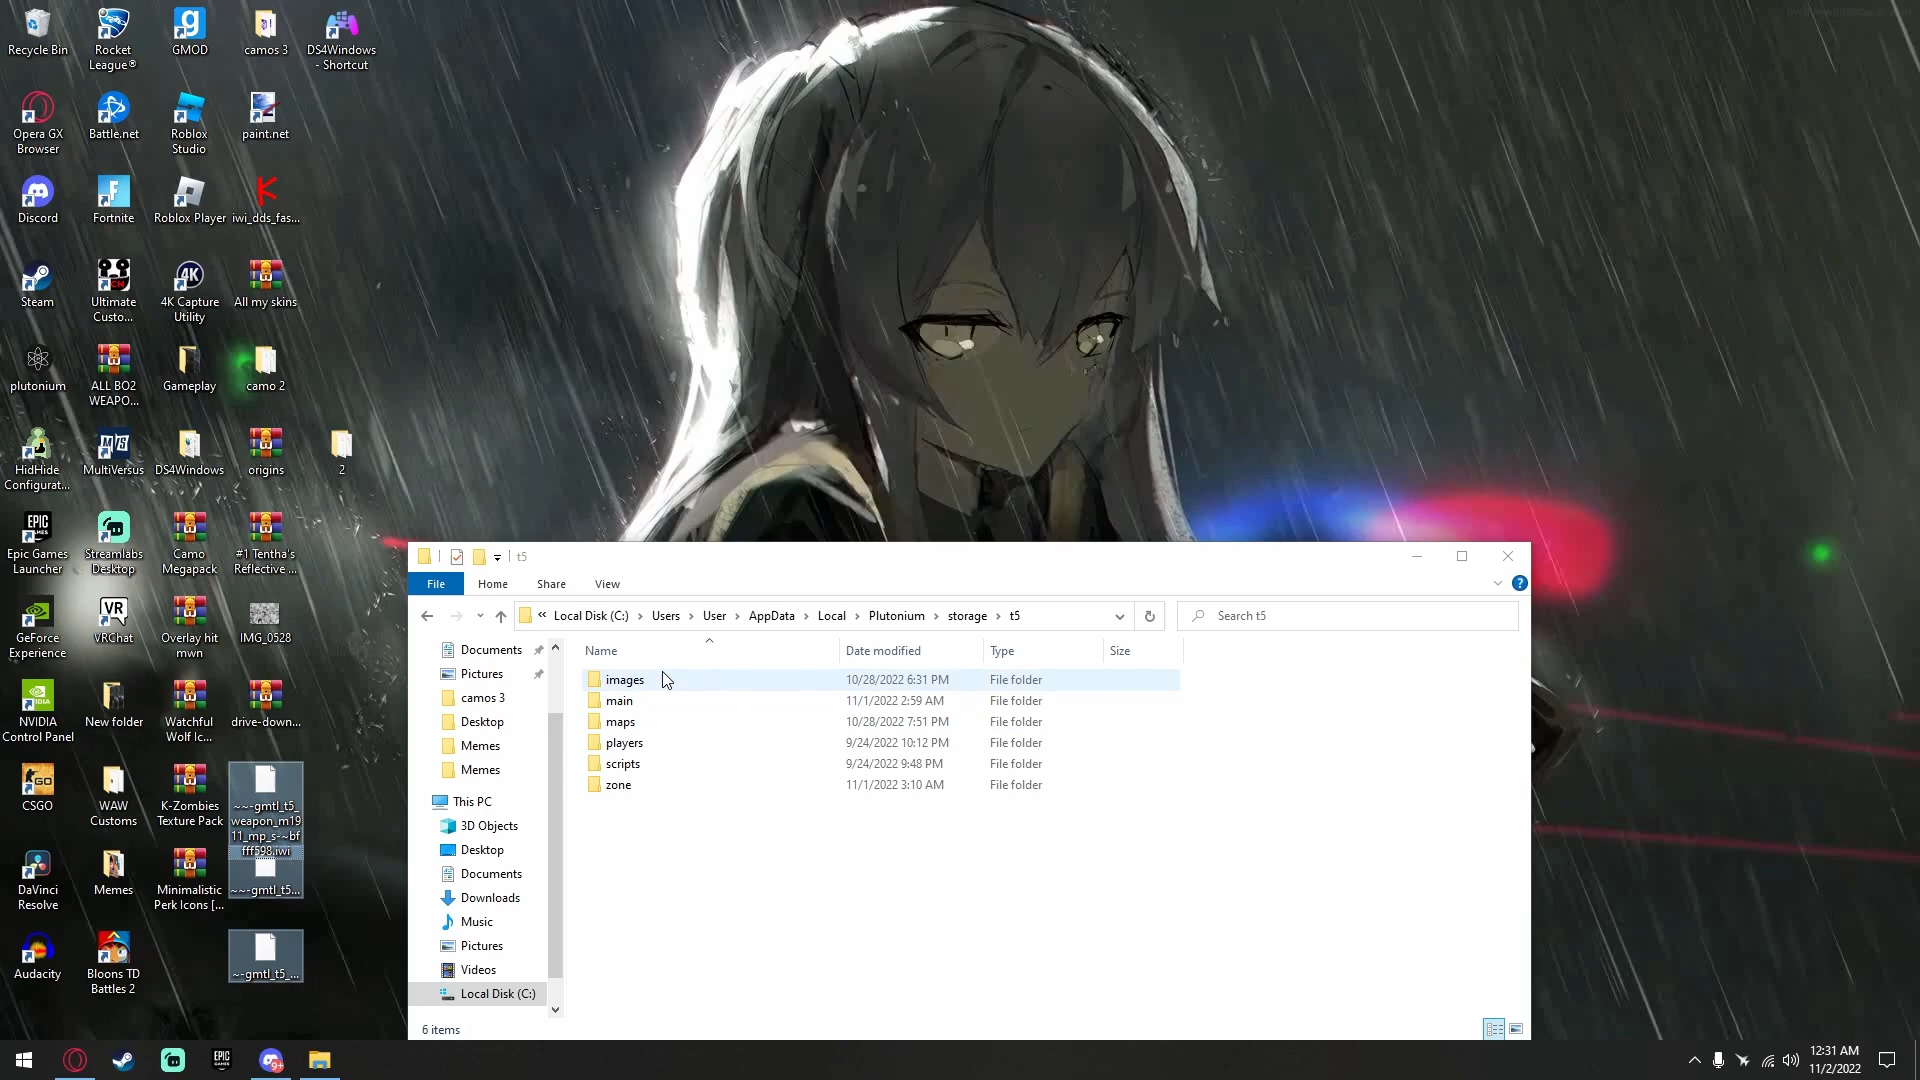 Recycle Bin
Rocket
League®
GMOD
camos 3
DS4Windows
- Shortcut
Opera GX
Browser
Battle.net
Roblox
Studio
paint.net
Discord
Fortnite
Roblox Player
iwi_dds_fas...
Steam
Ultimate
Custo...
4K Capture
Utility
All my skins
plutonium
ALL BO2
WEAPO...
Gameplay
camo 2
HidHide
Configurat...
MultiVersus
DS4Windows
origins
2
Epic Games
Launcher
Streamlabs
Desktop
Camo
Megapack
#1 Tentha's
Reflective ...
GeForce
Experience
VRChat
Overlay hit
mwn
IMG_0528
NVIDIA
Control Panel
New folder
Watchful
Wolf Ic...
drive-down...
CSGO
WAW
Customs
K-Zombies
Texture Pack
~~-gmtl_t5_
weapon_m19
11_mp_s-~bf
fff598.iwi
DaVinci
Resolve
Memes
Minimalistic
Perk Icons [...
~~-gmtl_t5...
Audacity
Bloons TD
Battles 2
~-gmtl_t5_...
t5
File
Home
Share
View
« Local Disk (C:) › Users › User › AppData › Local › Plutonium › storage › t5
Search t5
Documents
Pictures
camos 3
Desktop
Memes
Memes
This PC
3D Objects
Desktop
Documents
Downloads
Music
Pictures
Videos
Local Disk (C:)
Name Date modified Type Size
images 10/28/2022 6:31 PM File folder
main 11/1/2022 2:59 AM File folder
maps 10/28/2022 7:51 PM File folder
players 9/24/2022 10:12 PM File folder
scripts 9/24/2022 9:48 PM File folder
zone 11/1/2022 3:10 AM File folder
6 items
12:31 AM
11/2/2022